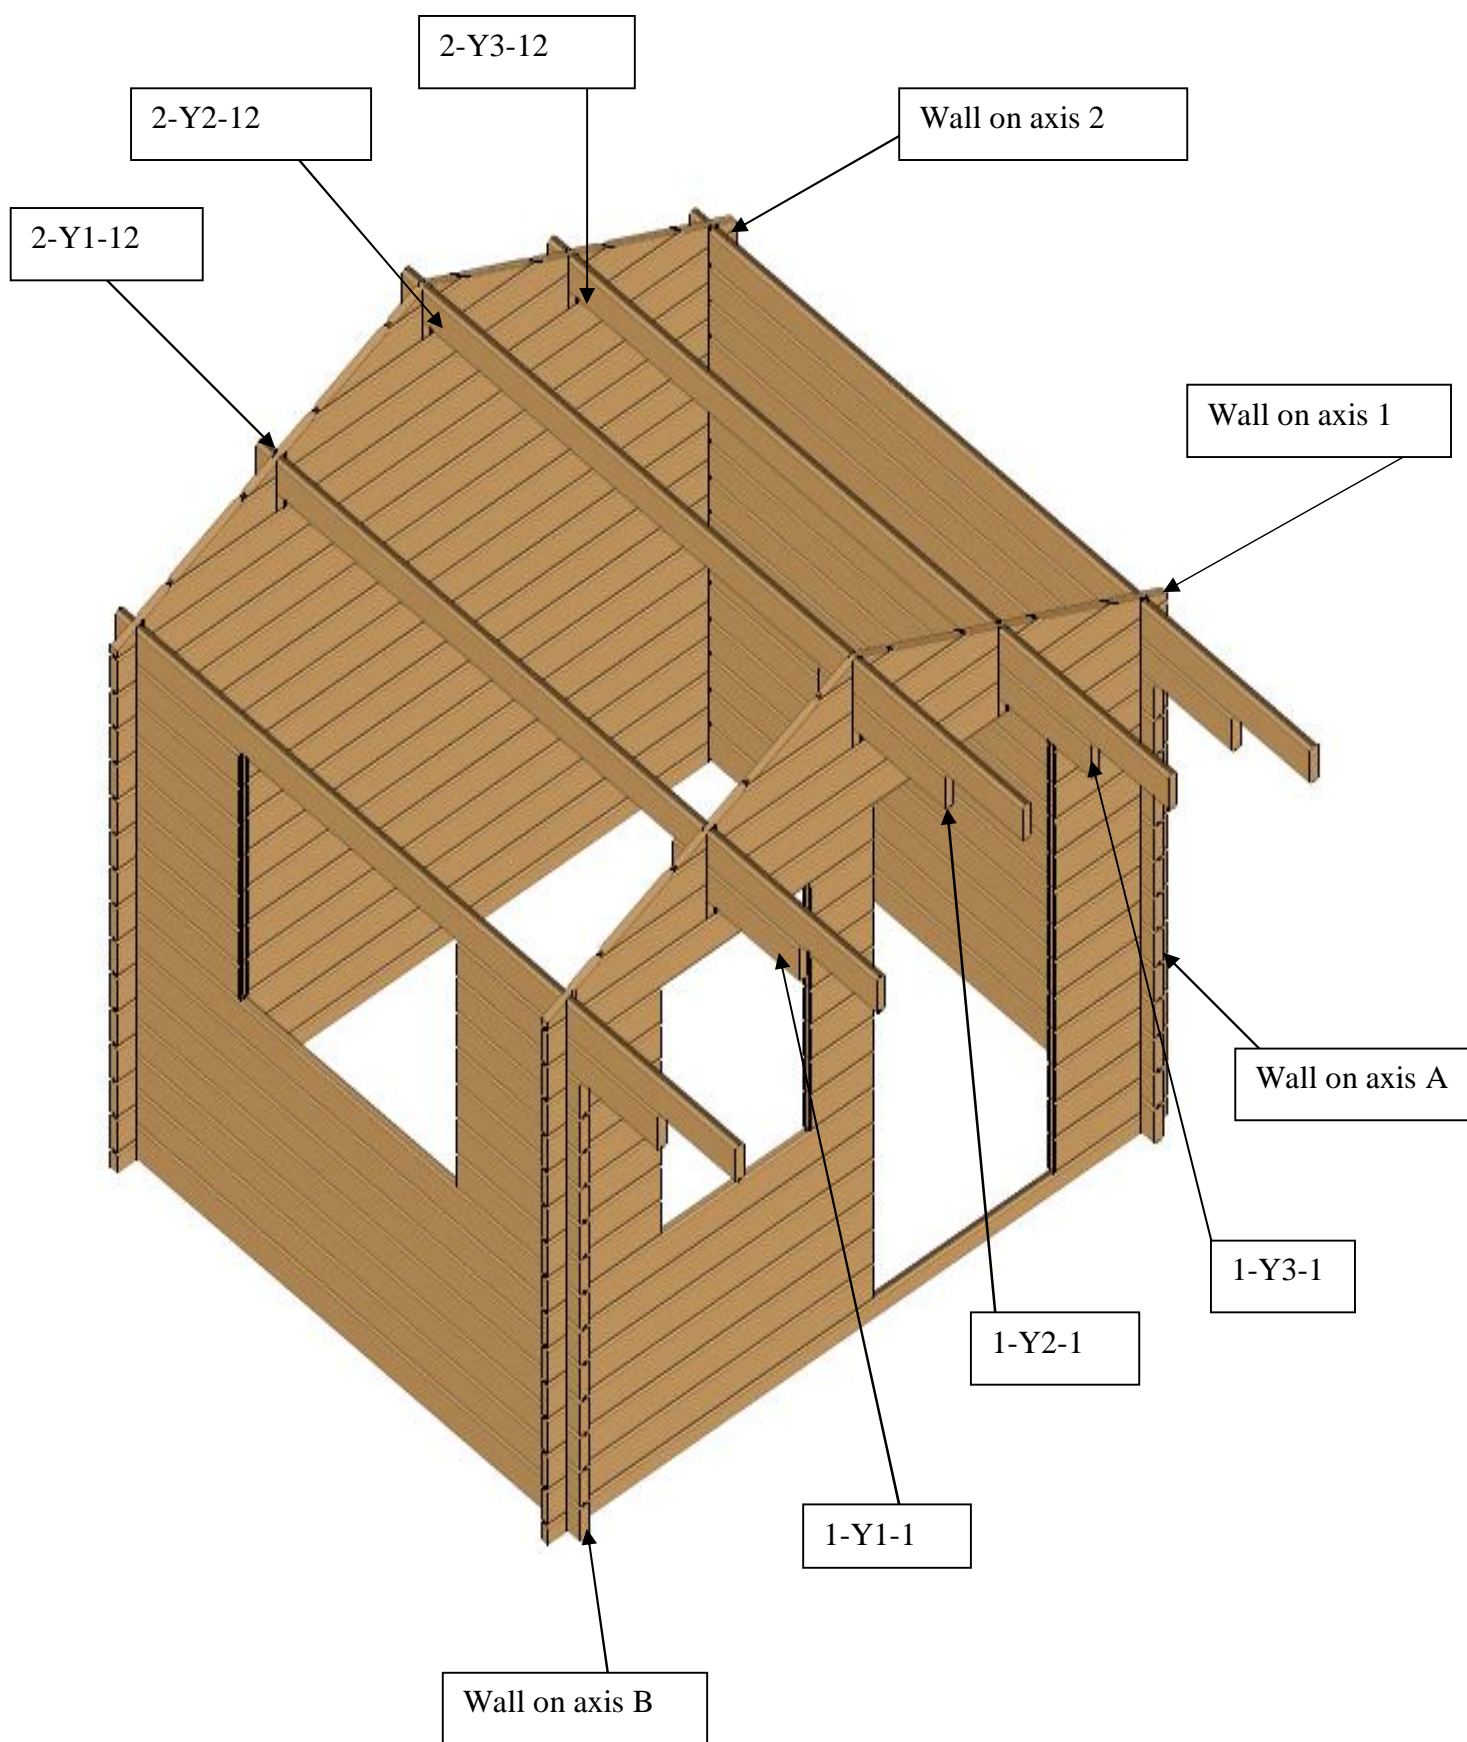 2-Y3-12
2-Y2-12
Wall on axis 2
2-Y1-12
Wall on axis 1
Wall on axis A
1-Y3-1
1-Y2-1
1-Y1-1
Wall on axis B